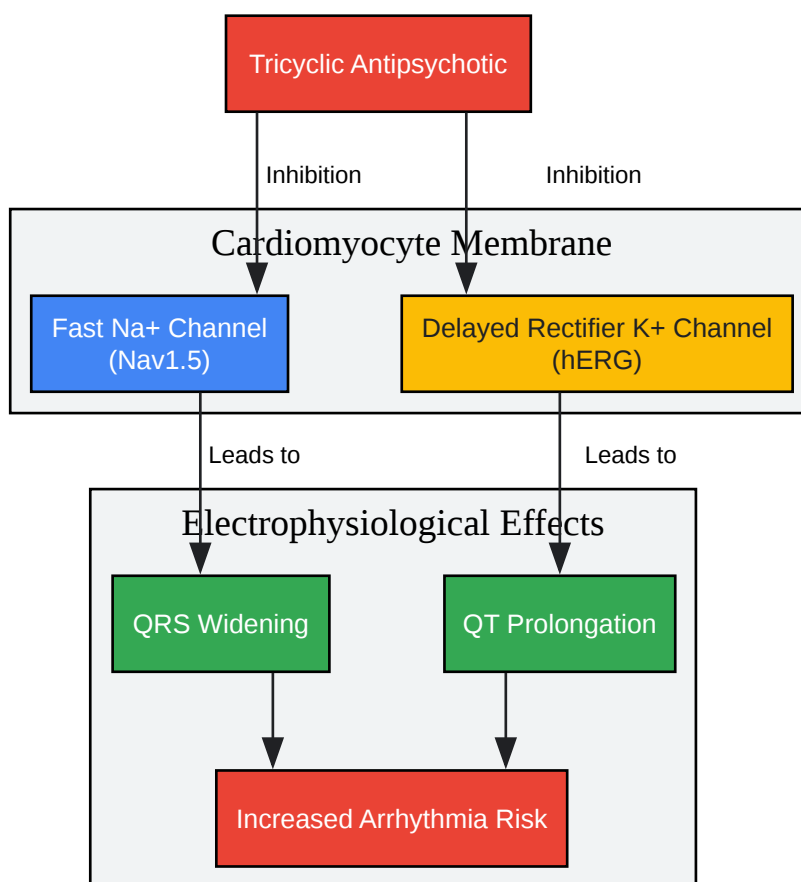 Tricyclic Antipsychotic
Inhibition
Inhibition
Cardiomyocyte Membrane
Fast Na+ Channel
(Nav1.5)
Delayed Rectifier K+ Channel
(hERG)
Leads to
Leads to
Electrophysiological Effects
QRS Widening
QT Prolongation
Increased Arrhythmia Risk